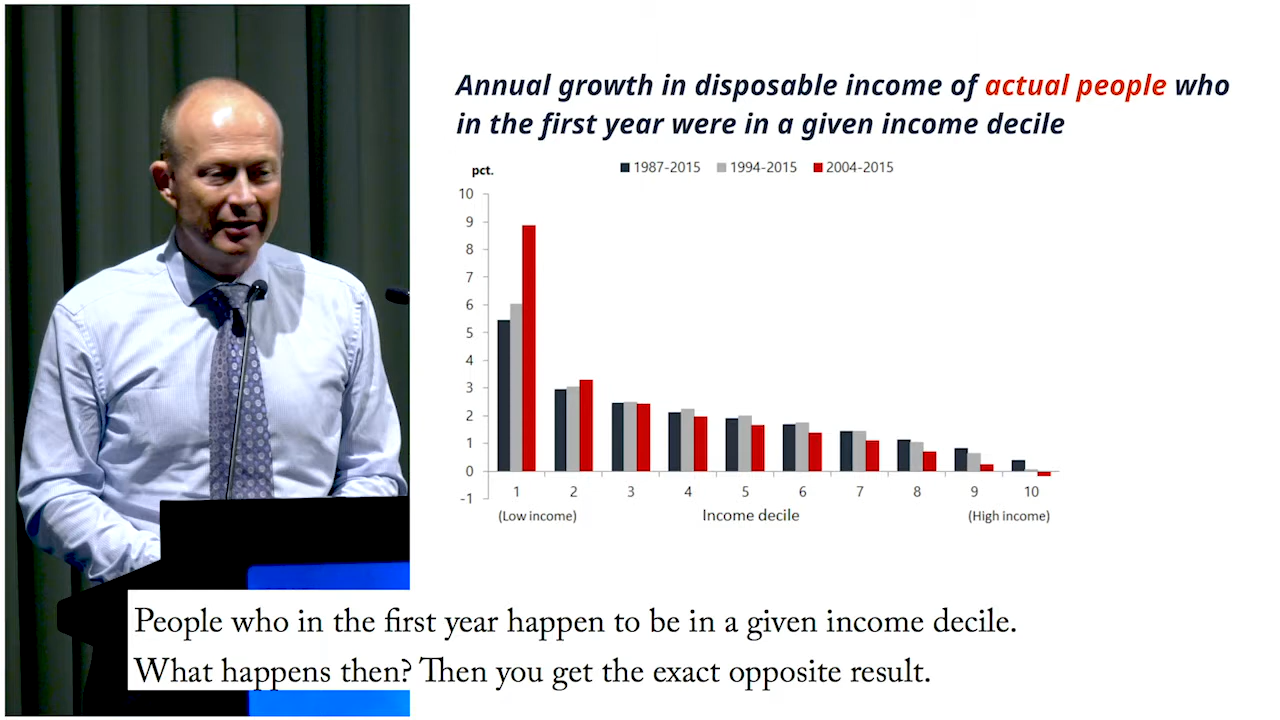 Annual growth in disposable income of actual people who
in the first year were in a given income decile
pct.
1987-2015 1994-2015 2004-2015
10
9
8
7
6
5
4
3
2
1
0
-1
1 2 3 4 5 6 7 8 9 10
(Low income) Income decile (High income)
People who in the first year happen to be in a given income decile.
What happens then? Then you get the exact opposite result.